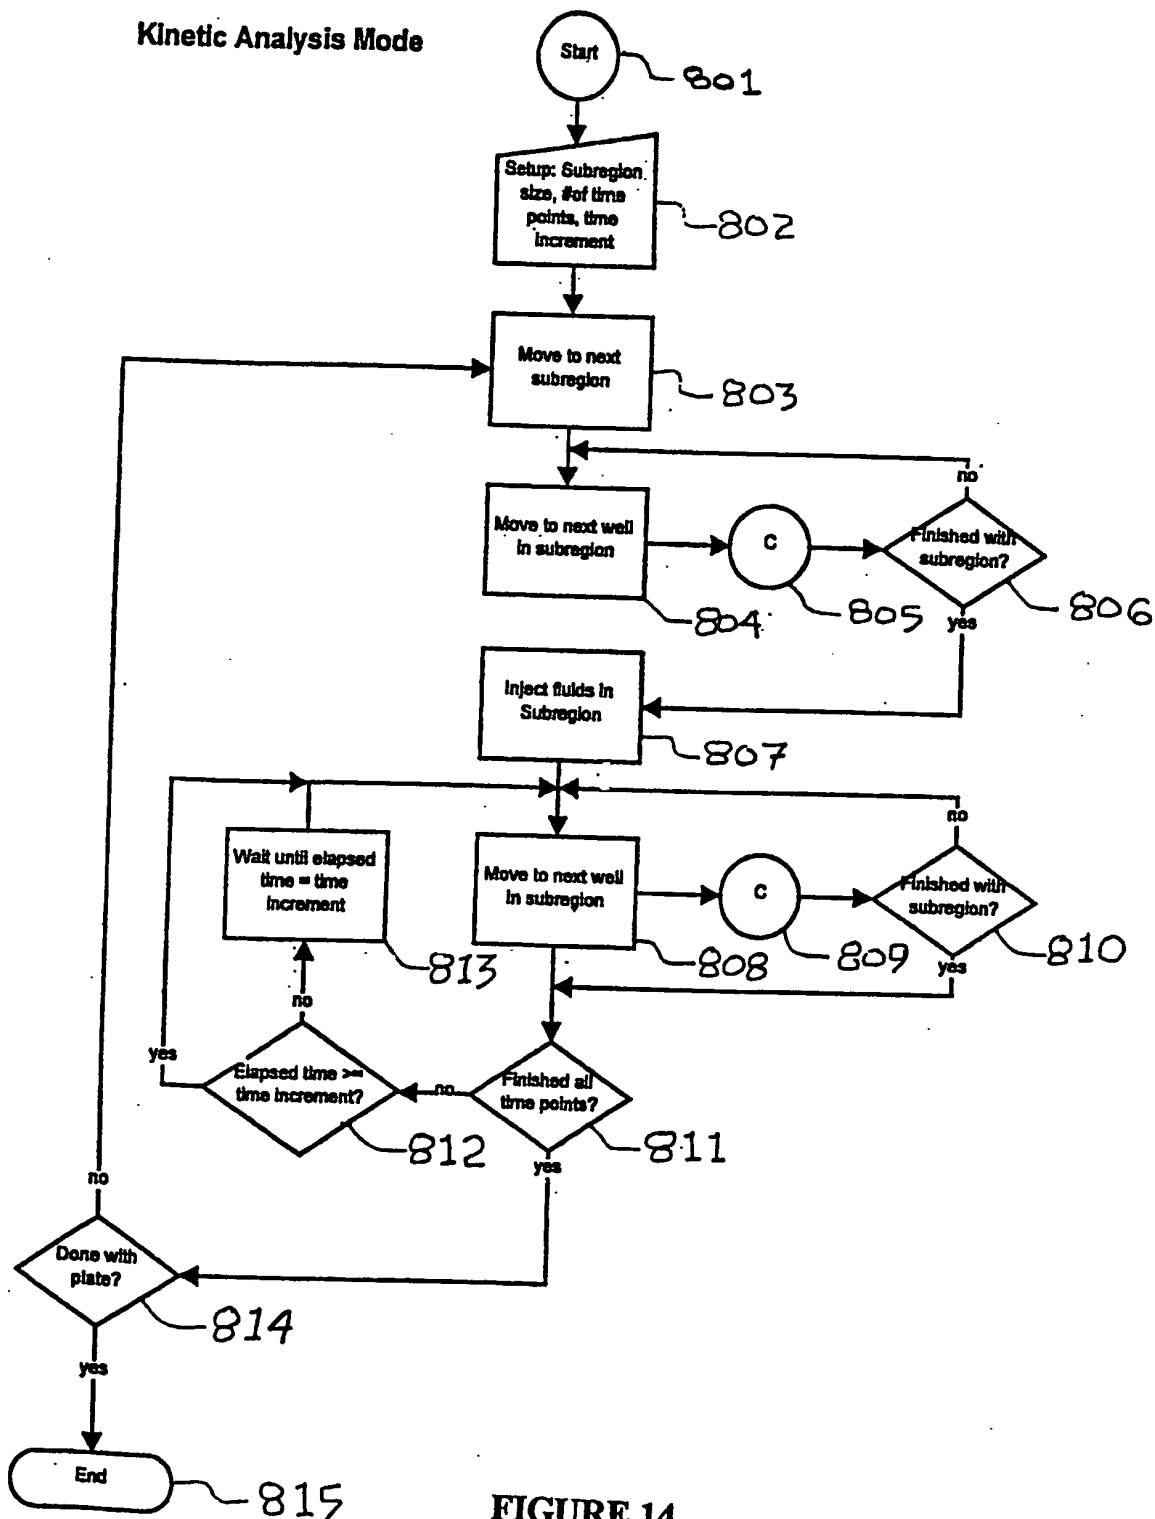 Kinetic Analysis Mode
Start
801
Setup: Subregion
size, #of time
points, time
increment
802
Move to next
subregion
803
no
Move to next well
in subregion
C
Finished with
subregion?
804
805
806
yes
Inject fluids in
Subregion
807
no
Wait until elapsed
time = time
increment
Move to next well
in subregion
C
Finished with
subregion?
813
808
809
810
yes
no
yes
Elapsed time >=
time increment?
no
Finished all
time points?
812
811
yes
no
Done with
plate?
814
yes
End
815
FIGURE 14